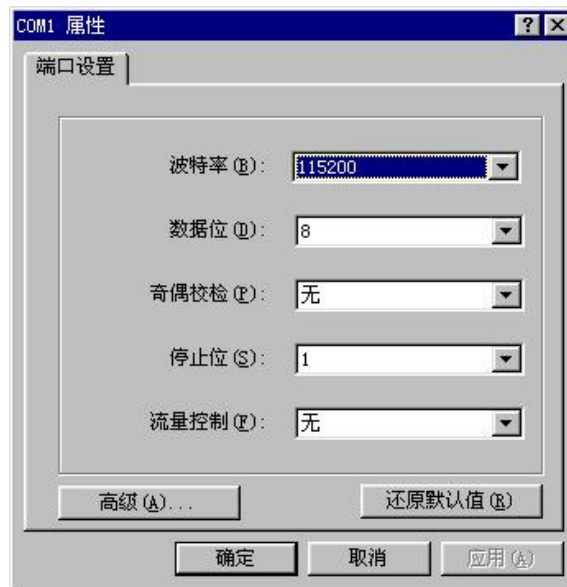 COM1 属性
端口设置
波特率(B): 115200
数据位(D): 8
奇偶校检(P): 无
停止位(S): 1
流量控制(F): 无
高级(A)... 还原默认值(R)
确定 取消 应用(A)